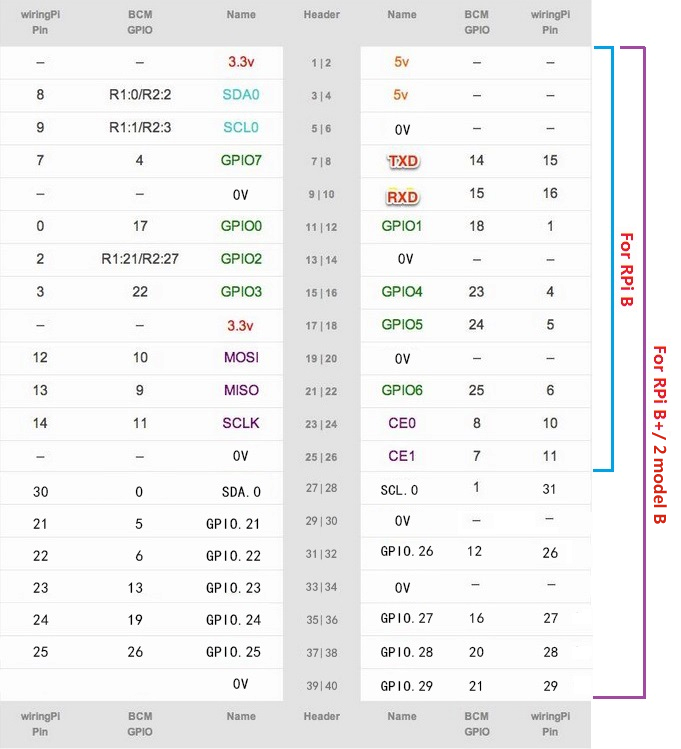 wiringPi Pin BCM GPIO Name Header Name BCM GPIO wiringPi Pin
– – 3.3v 1|2 5v – –
8 R1:0/R2:2 SDA0 3|4 5v – –
9 R1:1/R2:3 SCL0 5|6 0V – –
7 4 GPIO7 7|8 TXD 14 15
– – 0V 9|10 RXD 15 16
0 17 GPIO0 11|12 GPIO1 18 1
2 R1:21/R2:27 GPIO2 13|14 0V – –
3 22 GPIO3 15|16 GPIO4 23 4
– – 3.3v 17|18 GPIO5 24 5
12 10 MOSI 19|20 0V – –
13 9 MISO 21|22 GPIO6 25 6
14 11 SCLK 23|24 CE0 8 10
– – 0V 25|26 CE1 7 11
30 0 SDA.0 27|28 SCL.0 1 31
21 5 GPIO.21 29|30 0V – –
22 6 GPIO.22 31|32 GPIO.26 12 26
23 13 GPIO.23 33|34 0V – –
24 19 GPIO.24 35|36 GPIO.27 16 27
25 26 GPIO.25 37|38 GPIO.28 20 28
0V 39|40 GPIO.29 21 29
wiringPi Pin BCM GPIO Name Header Name BCM GPIO wiringPi Pin
For RPi B
For RPi B+/ 2 model B